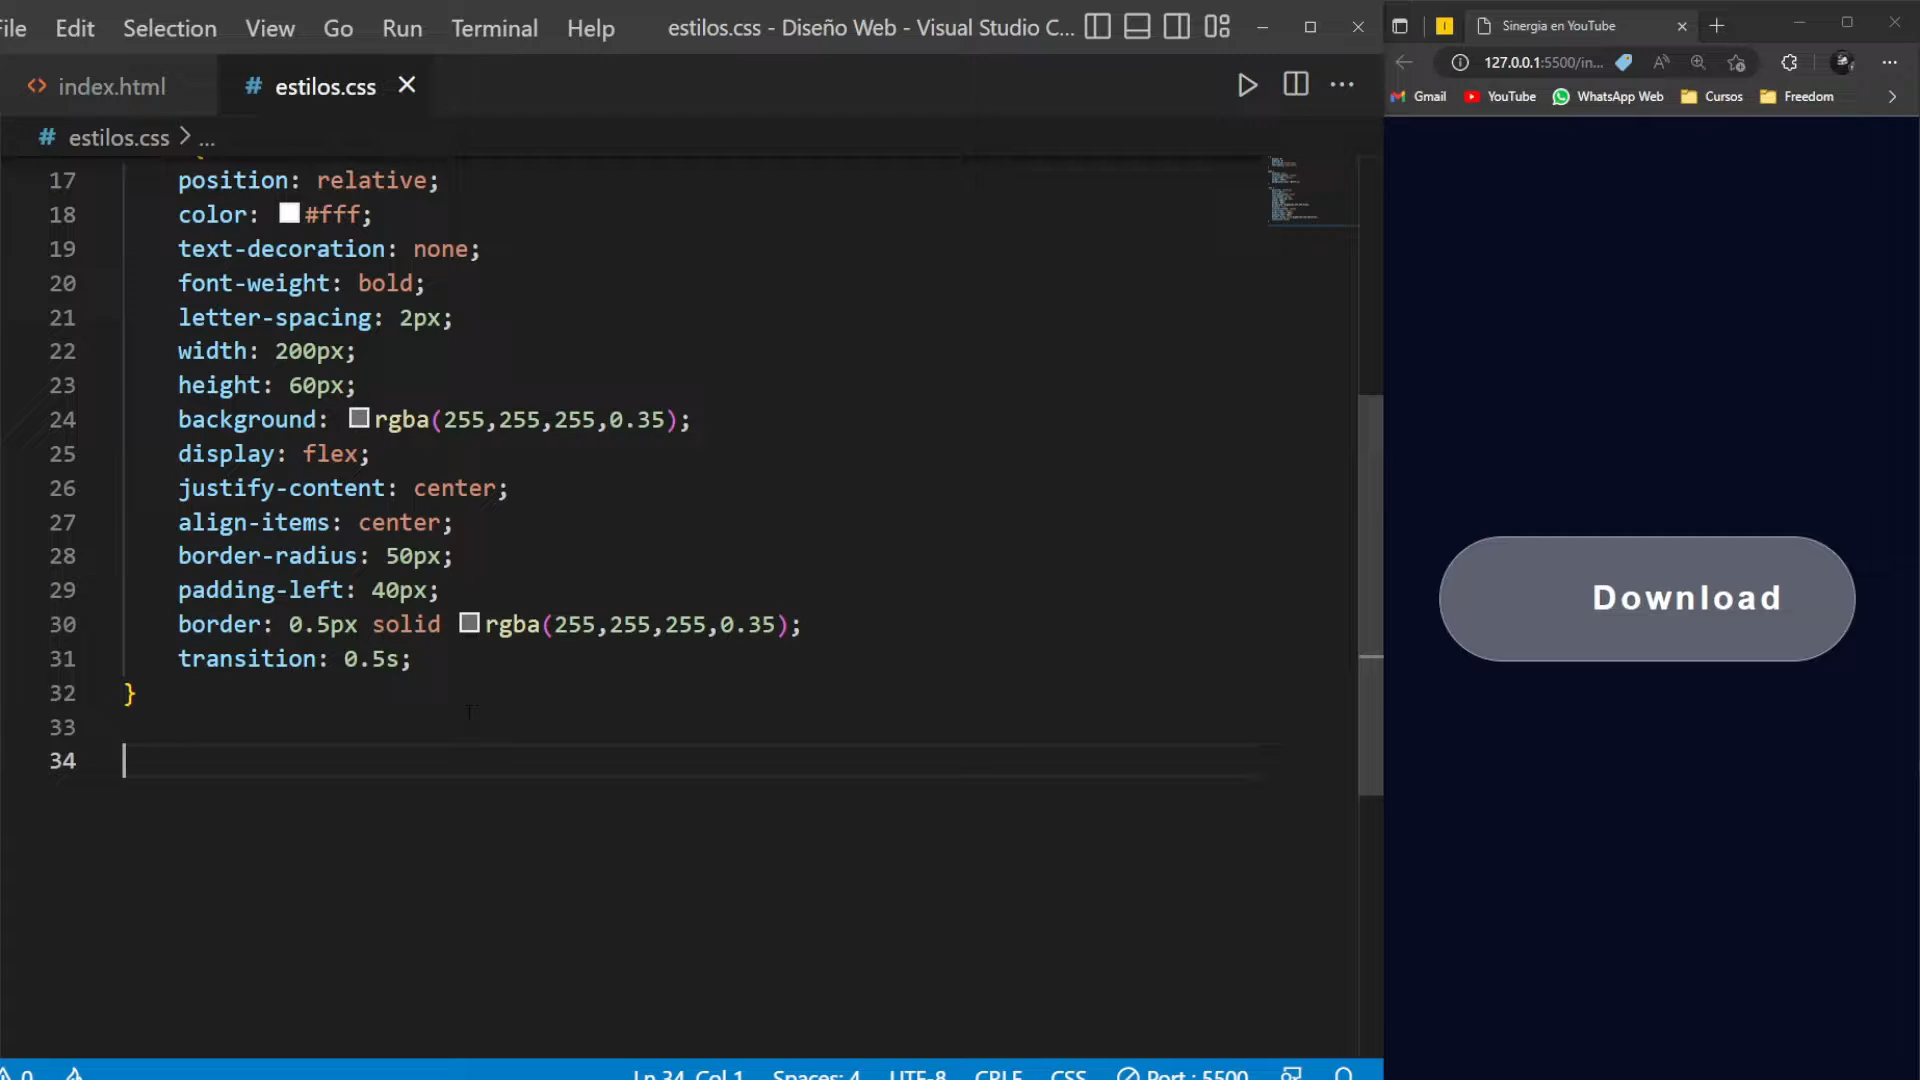 File Edit Selection View Go Run Terminal Help estilos.css - Diseño Web - Visual Studio C...
Sinergia en YouTube
index.html # estilos.css
127.0.0.1:5500/in...
Gmail YouTube WhatsApp Web Cursos Freedom
# estilos.css > ...
17 position: relative;
18 color: #fff;
19 text-decoration: none;
20 font-weight: bold;
21 letter-spacing: 2px;
22 width: 200px;
23 height: 60px;
24 background: rgba(255,255,255,0.35);
25 display: flex;
26 justify-content: center;
27 align-items: center;
28 border-radius: 50px;
29 padding-left: 40px;
30 border: 0.5px solid rgba(255,255,255,0.35);
31 transition: 0.5s;
32 }
33
34
Download
0 Ln 34, Col 1 Spaces: 4 UTF-8 CRLF CSS Port : 5500